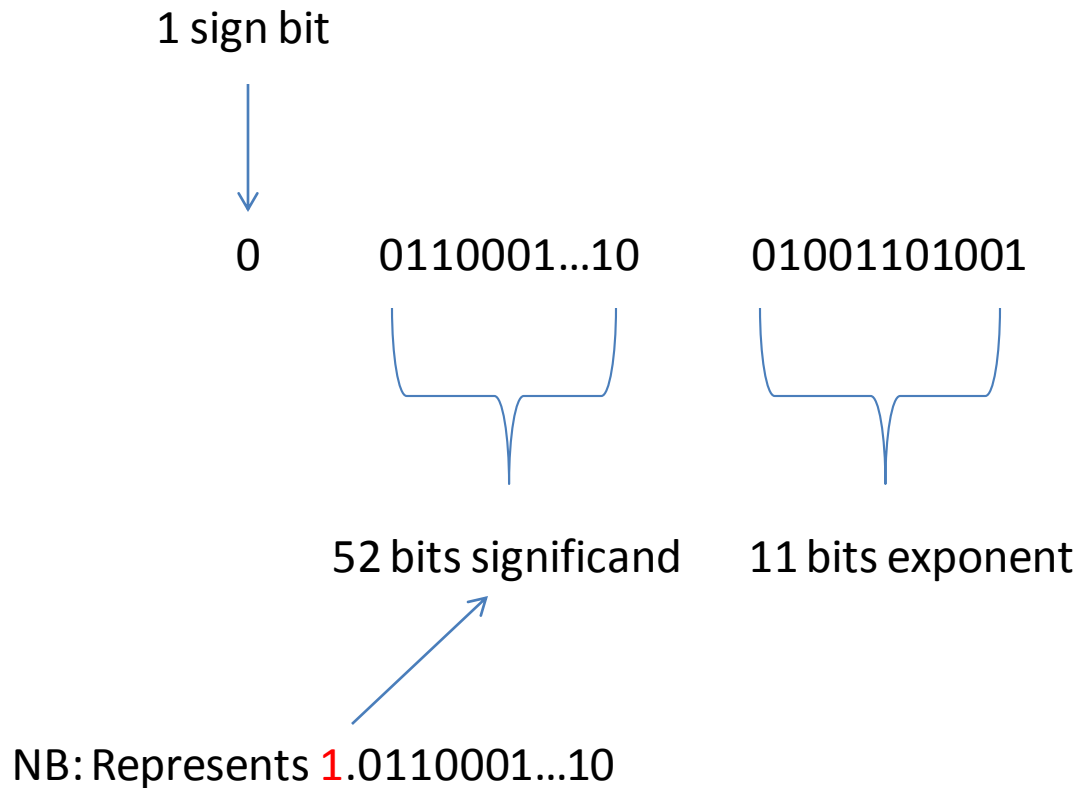 1 sign bit
0 0110001...10 01001101001
52 bits significand 11 bits exponent
NB: Represents 1.0110001...10